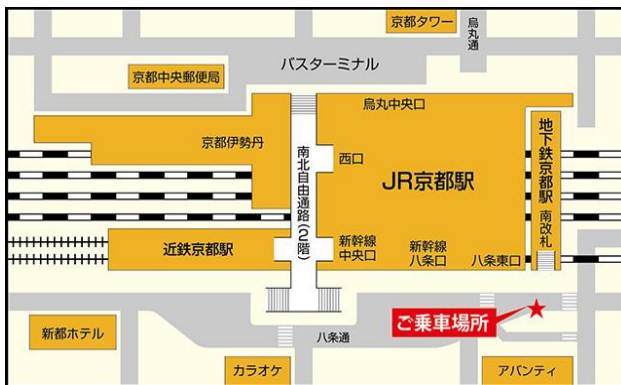 京都タワー
烏丸通
バスターミナル
京都中央郵便局
烏丸中央口
京都伊勢丹
南北自由通路(2階)
西口
JR京都駅
地下鉄京都駅
南改札
近鉄京都駅
新幹線
中央口
新幹線
八条口
八条東口
ご乗車場所
新都ホテル
八条通
カラオケ
アバンティ